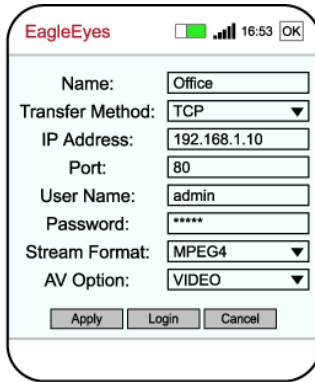 EagleEyes 16:53 OK
Name: Office
Transfer Method: TCP
IP Address: 192.168.1.10
Port: 80
User Name: admin
Password: *****
Stream Format: MPEG4
AV Option: VIDEO
Apply Login Cancel